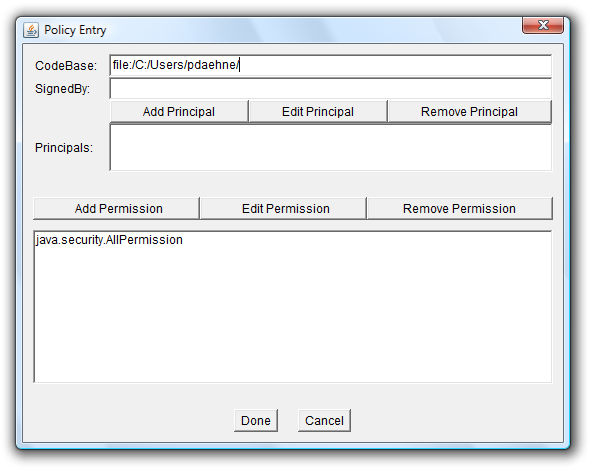 Policy Entry
CodeBase: file:/C:/Users/pdaehne/
SignedBy:
Add Principal Edit Principal Remove Principal
Principals:
Add Permission Edit Permission Remove Permission
java.security.AllPermission
Done Cancel